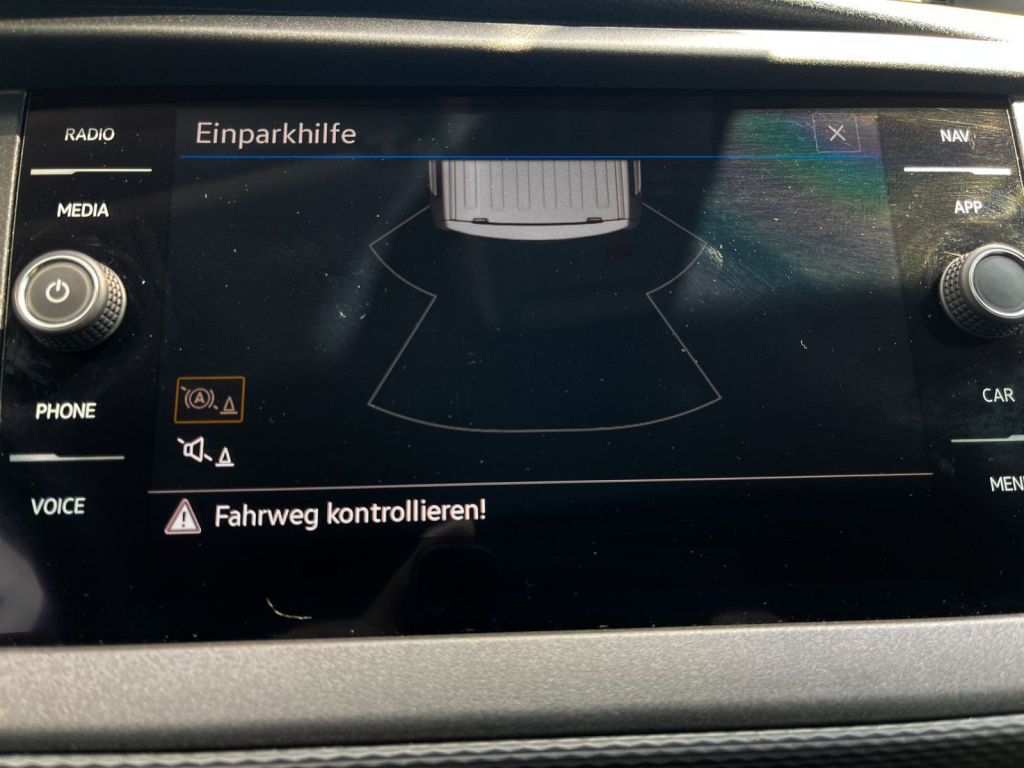 RADIO
Einparkhilfe
NAV
MEDIA
APP
A
PHONE
CAR
VOICE
MEN
Fahrweg kontrollieren!